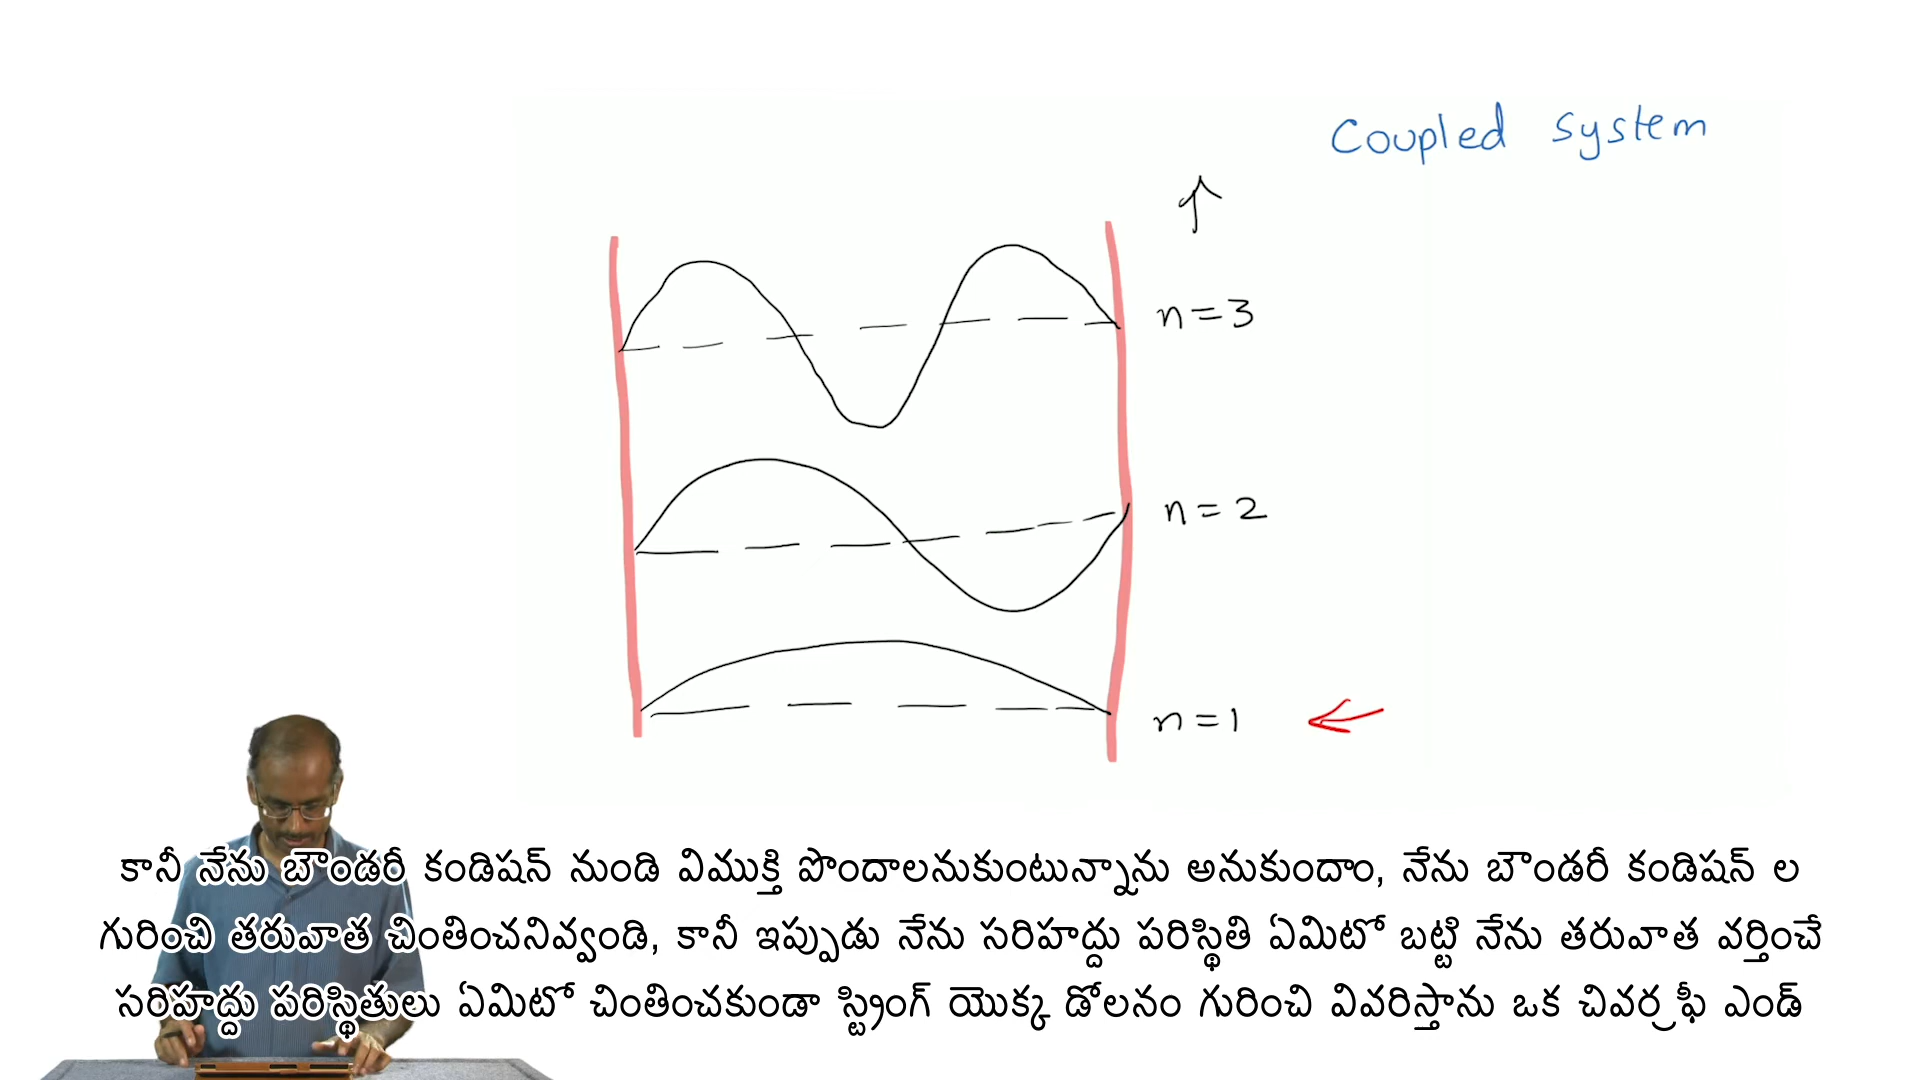 Coupled system
n=3
n=2
n=1
కానీ నేను బౌండరీ కండిషన్ నుండి విముక్తి పొందాలనుకుంటున్నాను అనుకుందాం, నేను బౌండరీ కండిషన్ ల
గురించి తరువాత చింతించనివ్వండి, కానీ ఇప్పుడు నేను సరిహద్దు పరిస్థితి ఏమిటో బట్టి నేను తరువాత వర్తించే
సరిహద్దు పరిస్థితులు ఏమిటో చింతించకుండా స్ట్రింగ్ యొక్క డోలనం గురించి వివరిస్తాను ఒక చివర ఫ్రీ ఎండ్